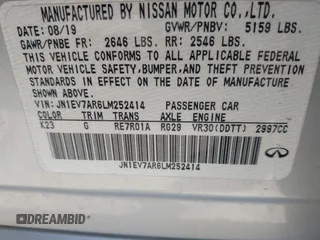 MANUFACTURED BY NISSAN MOTOR CO.,LTD.
DATE: 08/19 GVWR/PNBV: 5159 LBS.
GAWR/PNBE FR: 2646 LBS. RR: 2546 LBS.
THIS VEHICLE CONFORMS TO ALL APPLICABLE FEDERAL
MOTOR VEHICLE SAFETY,BUMPER,AND THEFT PREVENTION
STANDARDS IN EFFECT ON THE DATE OF MANUFACTURE
SHOWN ABOVE.
VIN: JN1EV7AR6LM252414 PASSENGER CAR
COLOR TRIM TRANS AXLE ENGINE
K23 G RE7R01A RG29 VR30(DDTT) 2997CC
JN1EV7AR6LM252414
INFINITI
DREAMBID